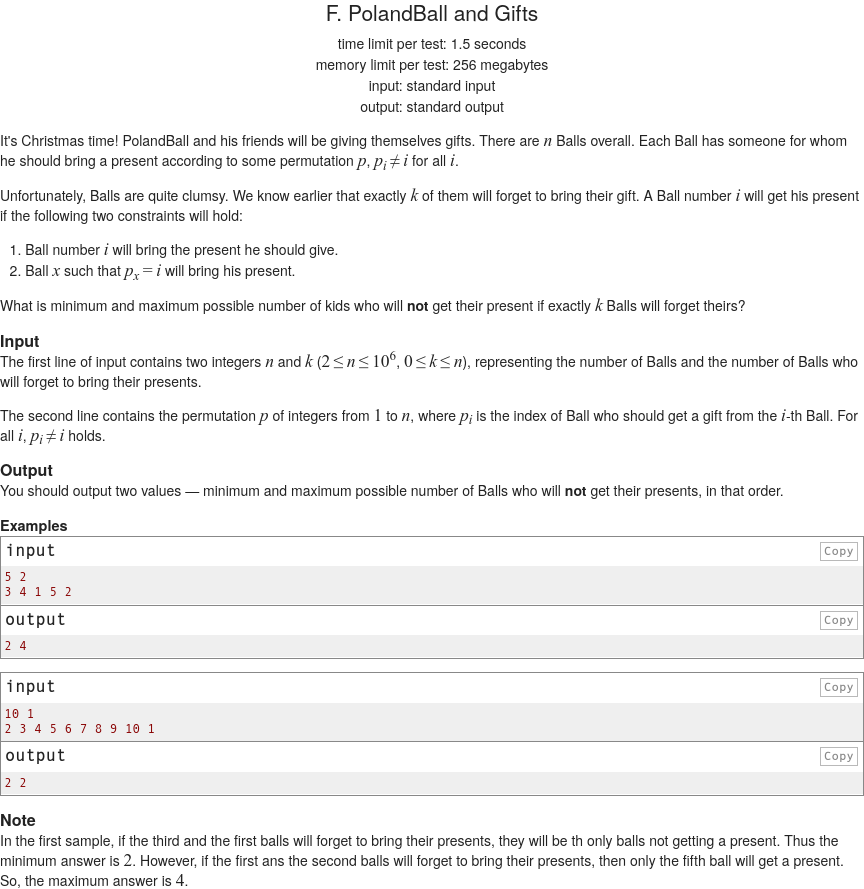 F. PolandBall and Gifts
time limit per test: 1.5 seconds
memory limit per test: 256 megabytes
input: standard input
output: standard output
It's Christmas time! PolandBall and his friends will be giving themselves gifts. There are n Balls overall. Each Ball has someone for whom
he should bring a present according to some permutation p, p_i ≠ i for all i.
Unfortunately, Balls are quite clumsy. We know earlier that exactly k of them will forget to bring their gift. A Ball number i will get his present
if the following two constraints will hold:
1. Ball number i will bring the present he should give.
2. Ball x such that p_x = i will bring his present.
What is minimum and maximum possible number of kids who will not get their present if exactly k Balls will forget theirs?
Input
The first line of input contains two integers n and k (2 ≤ n ≤ 10^6, 0 ≤ k ≤ n), representing the number of Balls and the number of Balls who
will forget to bring their presents.
The second line contains the permutation p of integers from 1 to n, where p_i is the index of Ball who should get a gift from the i-th Ball. For
all i, p_i ≠ i holds.
Output
You should output two values — minimum and maximum possible number of Balls who will not get their presents, in that order.
Examples
input Copy
5 2
3 4 1 5 2
output Copy
2 4
input Copy
10 1
2 3 4 5 6 7 8 9 10 1
output Copy
2 2
Note
In the first sample, if the third and the first balls will forget to bring their presents, they will be th only balls not getting a present. Thus the
minimum answer is 2. However, if the first ans the second balls will forget to bring their presents, then only the fifth ball will get a present.
So, the maximum answer is 4.